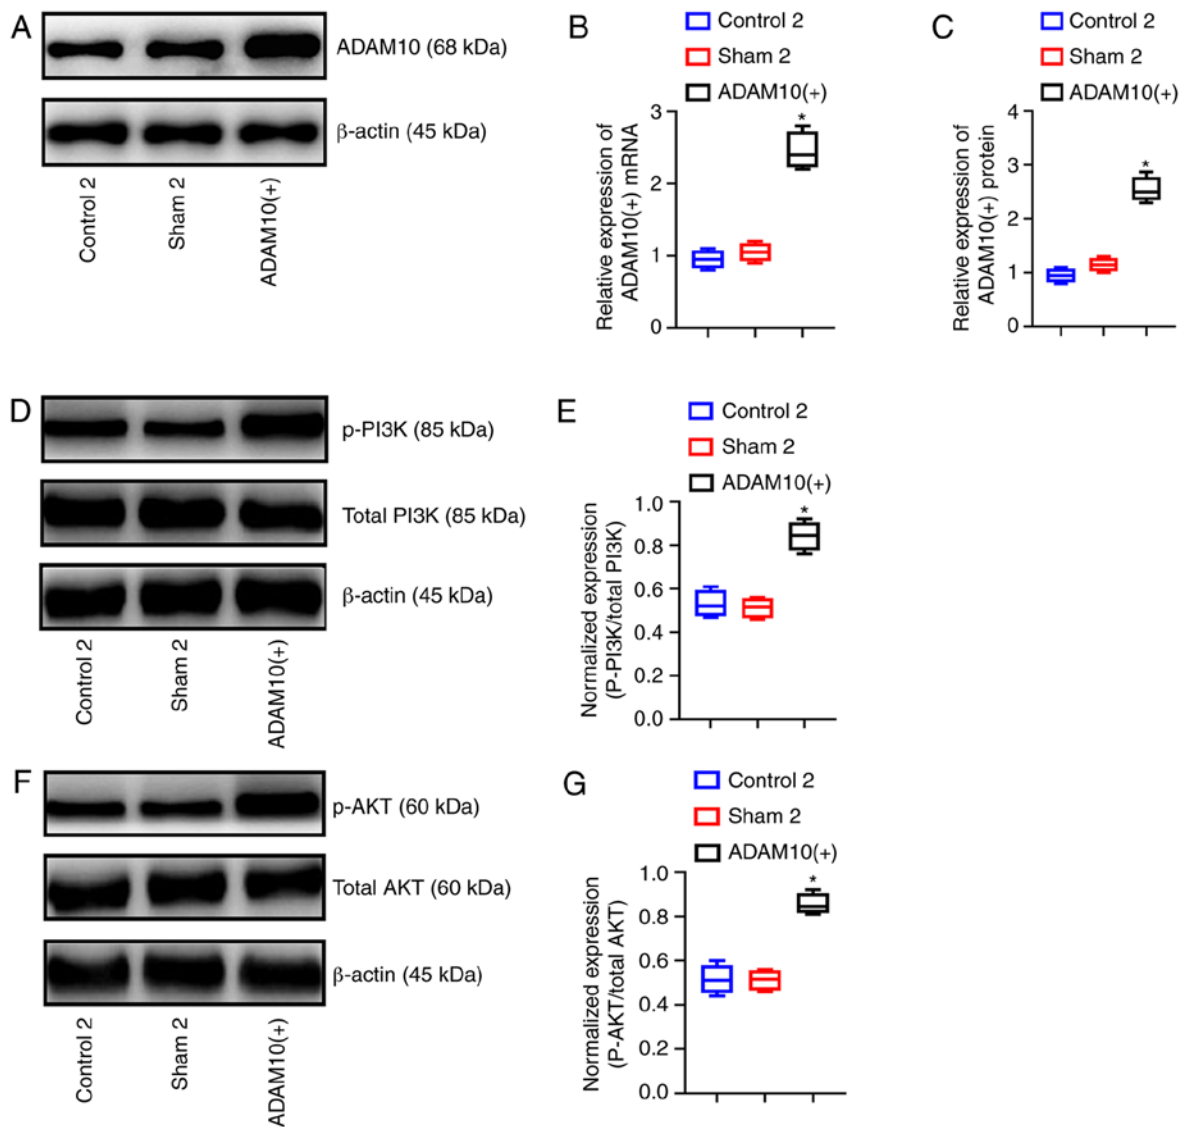 A
ADAM10 (68 kDa)
β-actin (45 kDa)
Control 2
Sham 2
ADAM10(+)
B
Control 2
Sham 2
ADAM10(+)
Relative expression of
ADAM10(+) mRNA
3
2
1
0
*
C
Control 2
Sham 2
ADAM10(+)
Relative expression of
ADAM10(+) protein
4
3
2
1
0
*
D
p-PI3K (85 kDa)
Total PI3K (85 kDa)
β-actin (45 kDa)
Control 2
Sham 2
ADAM10(+)
E
Control 2
Sham 2
ADAM10(+)
Normalized expression
(P-PI3K/total PI3K)
1.0
0.8
0.6
0.4
0.2
0.0
*
F
p-AKT (60 kDa)
Total AKT (60 kDa)
β-actin (45 kDa)
Control 2
Sham 2
ADAM10(+)
G
Control 2
Sham 2
ADAM10(+)
Normalized expression
(P-AKT/total AKT)
1.0
0.8
0.6
0.4
0.2
0.0
*